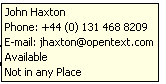 John Haxton
Phone: +44 (0) 131 468 8209
E-mail: jhaxton@opentext.com
Available
Not in any Place